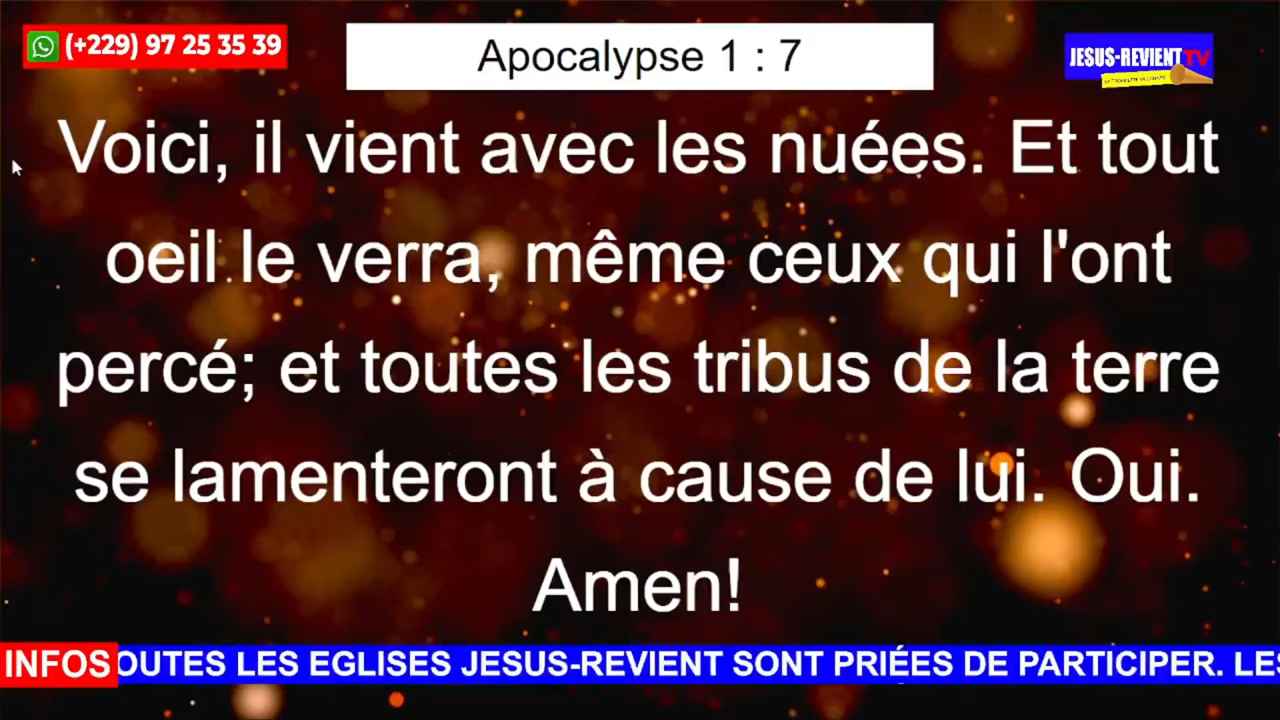 (+229) 97 25 35 39
Apocalypse 1 : 7
JESUS-REVIENT TV
Voici, il vient avec les nuées. Et tout
oeil le verra, même ceux qui l'ont
percé; et toutes les tribus de la terre
se lamenteront à cause de lui. Oui.
Amen!
INFOS OUTES LES EGLISES JESUS-REVIENT SONT PRIÉES DE PARTICIPER. LES